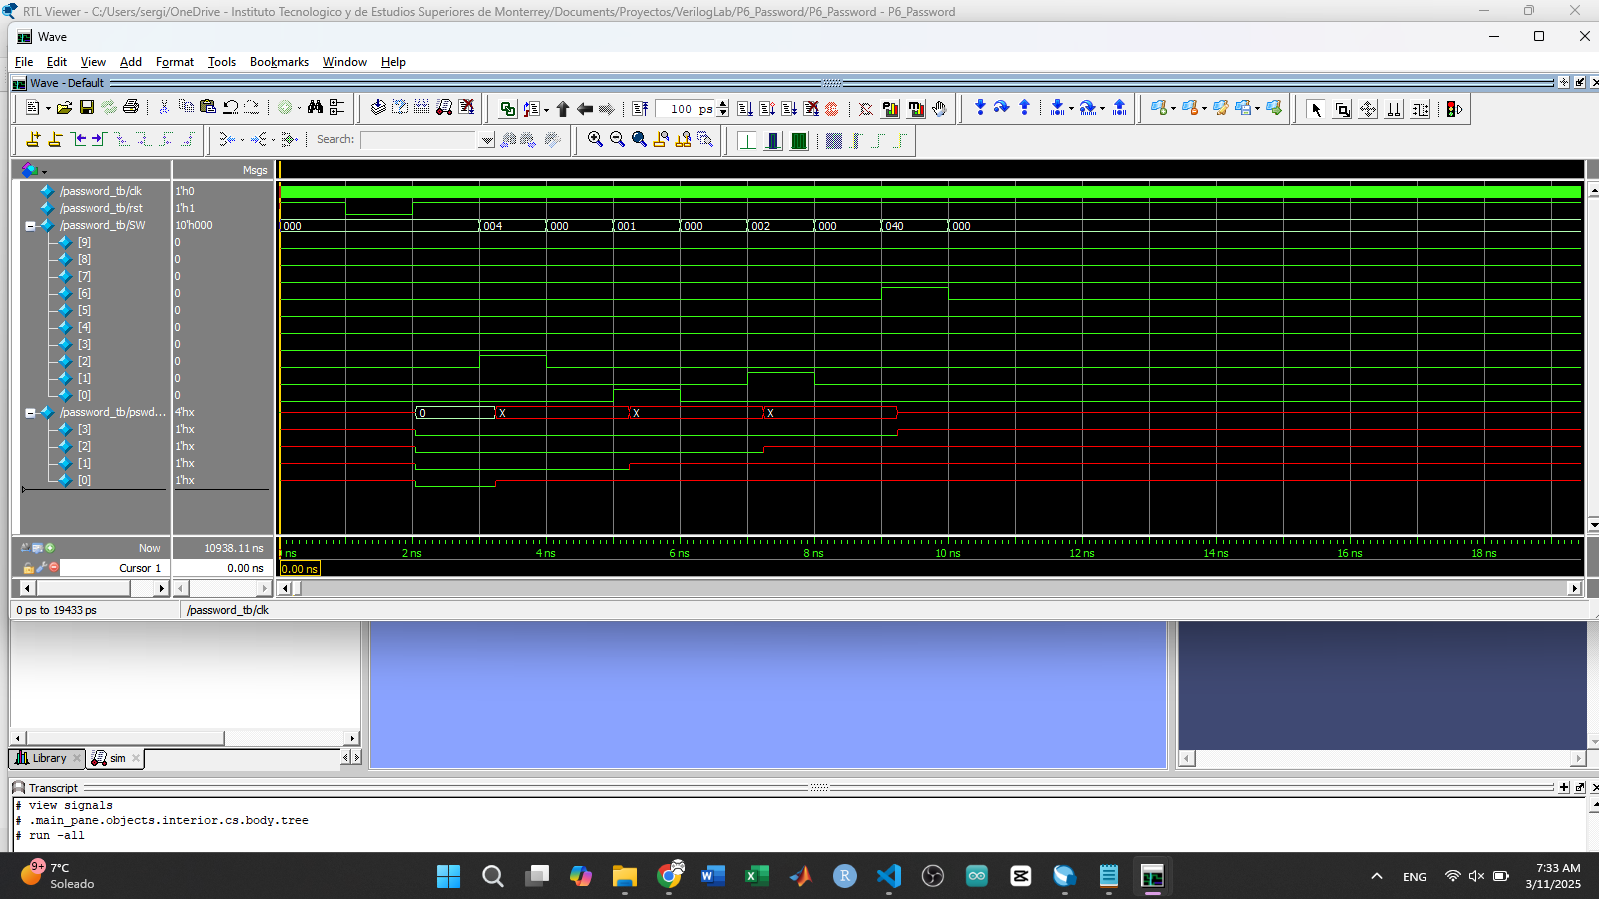 RTL Viewer - C:/Users/sergi/OneDrive - Instituto Tecnologico y de Estudios Superiores de Monterrey/Documents/Proyectos/VerilogLab/P6_Password/P6_Password - P6_Password
Wave
File Edit View Add Format Tools Bookmarks Window Help
Wave - Default
100 ps
Search:
Msgs
/password_tb/clk 1'h0
/password_tb/rst 1'h1
/password_tb/SW 10'h000 000 004 000 001 000 002 000 040 000
[9] 0
[8] 0
[7] 0
[6] 0
[5] 0
[4] 0
[3] 0
[2] 0
[1] 0
[0] 0
/password_tb/pswd... 4'hx 0 X X X
[3] 1'hx
[2] 1'hx
[1] 1'hx
[0] 1'hx
Now 10938.11 ns ns 2 ns 4 ns 6 ns 8 ns 10 ns 12 ns 14 ns 16 ns 18 ns
Cursor 1 0.00 ns 0.00 ns
0 ps to 19433 ps /password_tb/clk
Library sim
Transcript
# view signals
# .main_pane.objects.interior.cs.body.tree
# run -all
9+ 7°C
Soleado
ENG
7:33 AM
3/11/2025